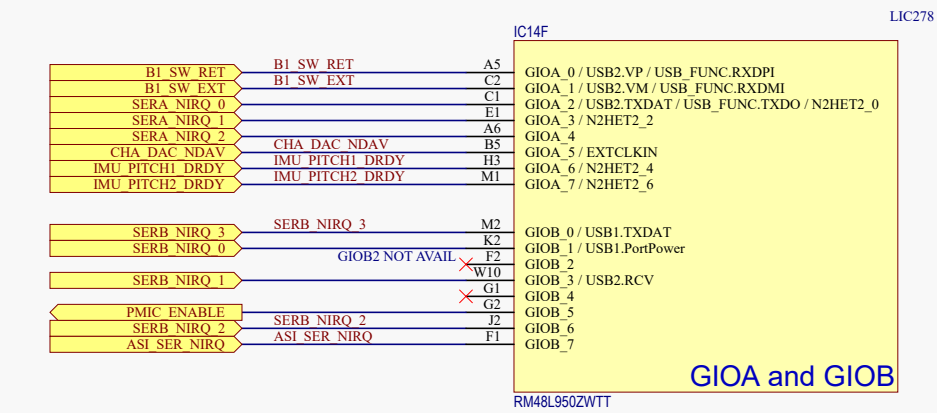 LIC278
IC14F
B1_SW_RET B1_SW_RET A5 GIOA_0 / USB2.VP / USB_FUNC.RXDPI
B1_SW_EXT B1_SW_EXT C2 GIOA_1 / USB2.VM / USB_FUNC.RXDMI
SERA_NIRQ_0 C1 GIOA_2 / USB2.TXDAT / USB_FUNC.TXDO / N2HET2_0
SERA_NIRQ_1 E1 GIOA_3 / N2HET2_2
SERA_NIRQ_2 A6 GIOA_4
CHA_DAC_NDAV CHA_DAC_NDAV B5 GIOA_5 / EXTCLKIN
IMU_PITCH1_DRDY IMU_PITCH1_DRDY H3 GIOA_6 / N2HET2_4
IMU_PITCH2_DRDY IMU_PITCH2_DRDY M1 GIOA_7 / N2HET2_6
SERB_NIRQ_3 SERB_NIRQ_3 M2 GIOB_0 / USB1.TXDAT
SERB_NIRQ_0 K2 GIOB_1 / USB1.PortPower
GIOB2 NOT AVAIL F2 GIOB_2
SERB_NIRQ_1 W10 GIOB_3 / USB2.RCV
G1 GIOB_4
PMIC_ENABLE G2 GIOB_5
SERB_NIRQ_2 SERB_NIRQ_2 J2 GIOB_6
ASI_SER_NIRQ ASI_SER_NIRQ F1 GIOB_7
GIOA and GIOB
RM48L950ZWTT